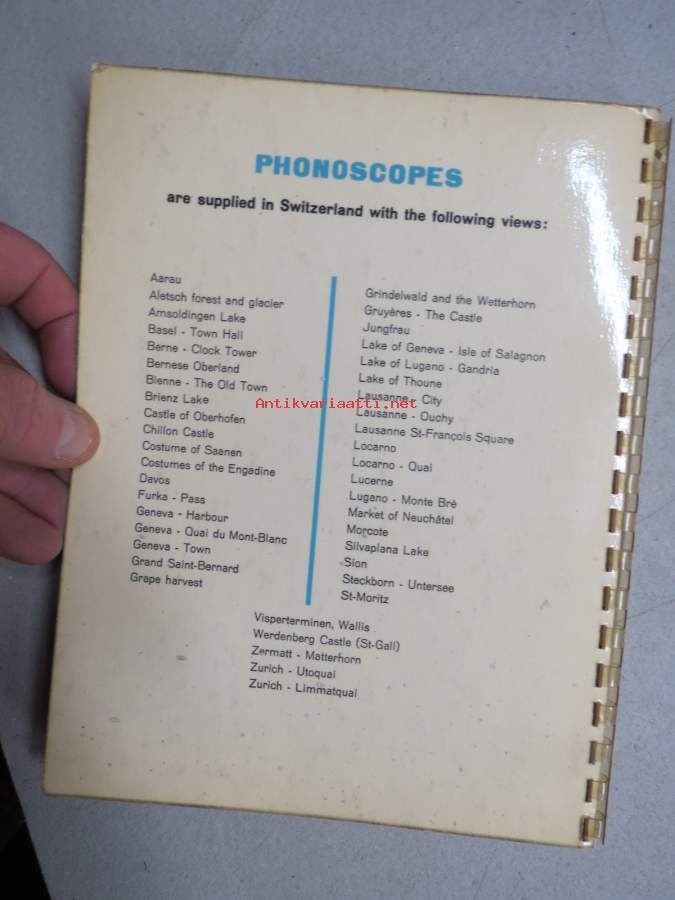 PHONOSCOPES
are supplied in Switzerland with the following views:
Aarau
Aletsch forest and glacier
Amsoldingen Lake
Basel - Town Hall
Berne - Clock Tower
Bernese Oberland
Bienne - The Old Town
Brienz Lake
Castle of Oberhofen
Chillon Castle
Costume of Saanen
Costumes of the Engadine
Davos
Furka - Pass
Geneva - Harbour
Geneva - Quai du Mont-Blanc
Geneva - Town
Grand Saint-Bernard
Grape harvest
Grindelwald and the Wetterhorn
Gruyères - The Castle
Jungfrau
Lake of Geneva - Isle of Salagnon
Lake of Lugano - Gandria
Lake of Thoune
Lausanne - City
Lausanne - Ouchy
Lausanne St-François Square
Locarno
Locarno - Quai
Lucerne
Lugano - Monte Brè
Market of Neuchâtel
Morcote
Silvaplana Lake
Sion
Steckborn - Untersee
St-Moritz
Visperterminen, Wallis
Werdenberg Castle (St-Gall)
Zermatt - Matterhorn
Zurich - Utoquai
Zurich - Limmatquai
Antikvariaatti.net